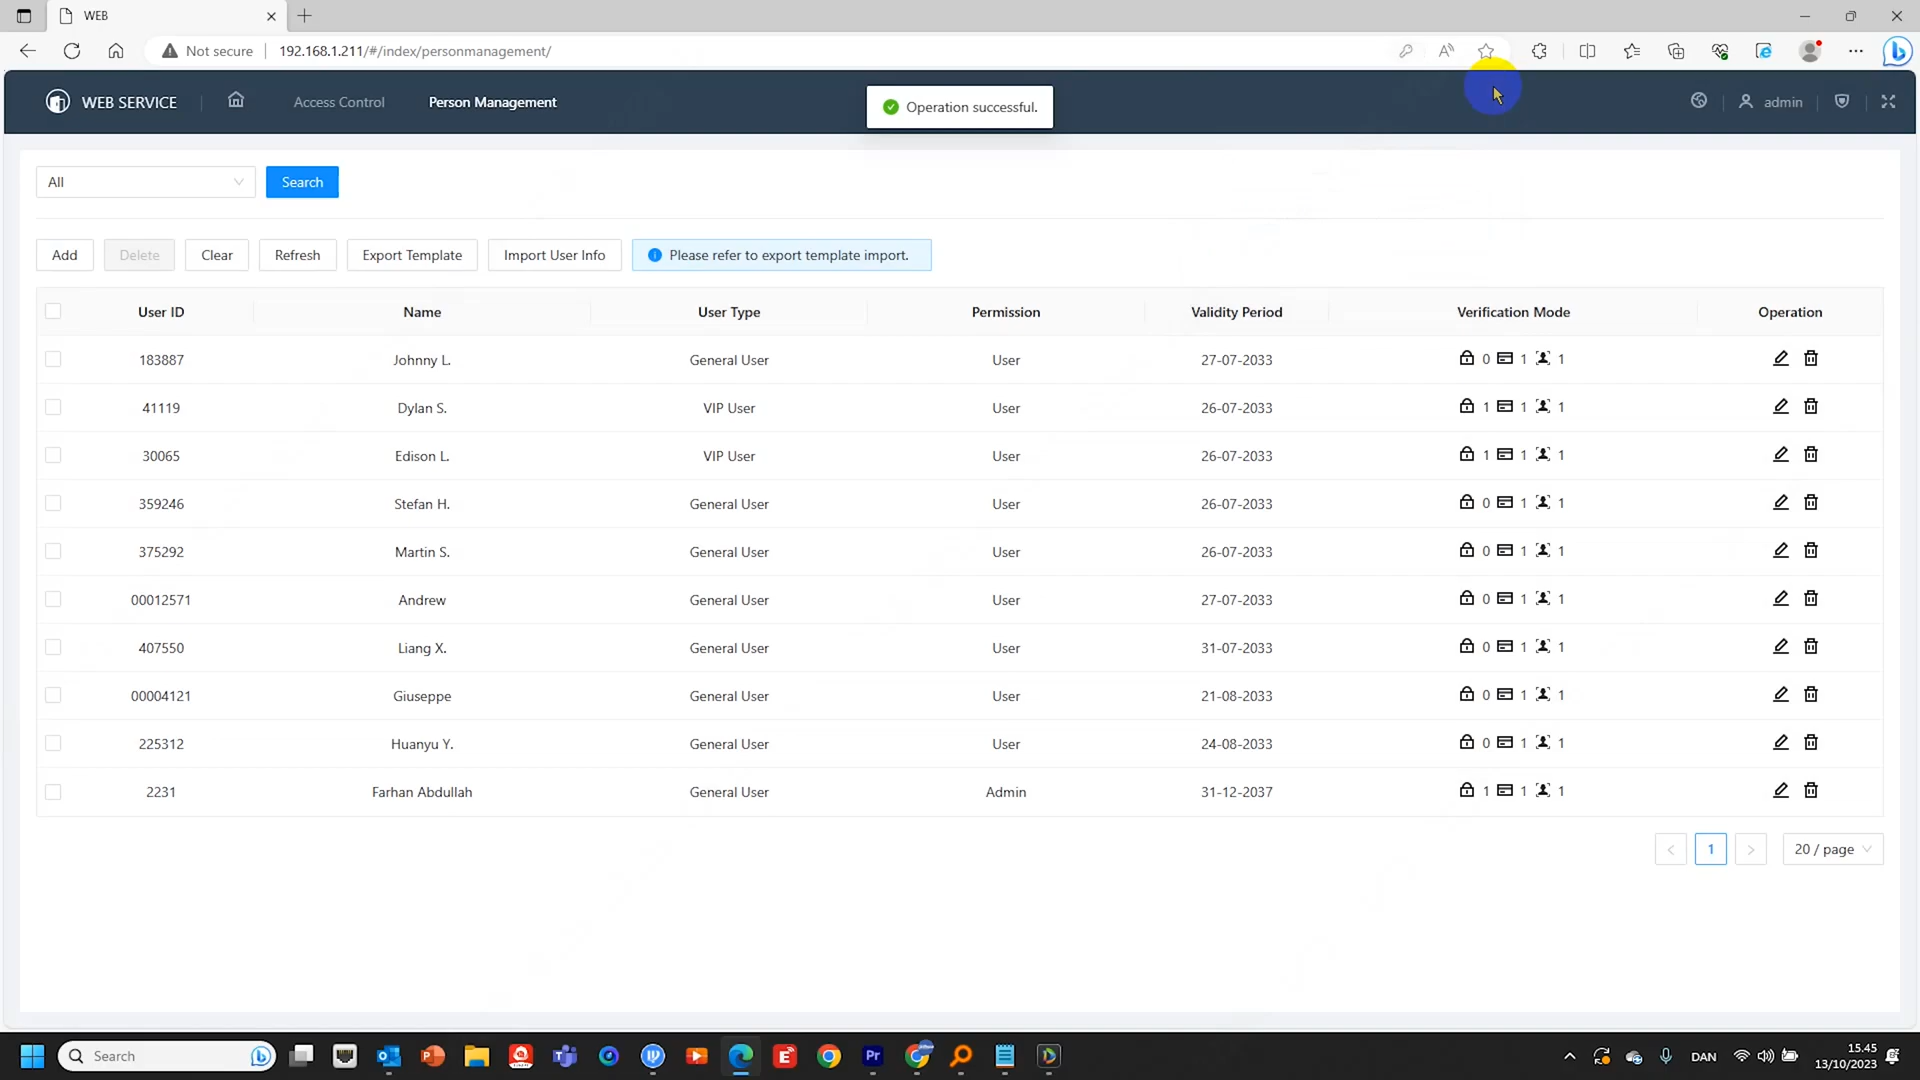 WEB
Not secure 192.168.1.211/#/index/personmanagement/
WEB SERVICE Access Control Person Management Operation successful. admin
All Search
Add Delete Clear Refresh Export Template Import User Info Please refer to export template import.
User ID Name User Type Permission Validity Period Verification Mode Operation
183887 Johnny L. General User User 27-07-2033 0 1 1
41119 Dylan S. VIP User User 26-07-2033 1 1 1
30065 Edison L. VIP User User 26-07-2033 1 1 1
359246 Stefan H. General User User 26-07-2033 0 1 1
375292 Martin S. General User User 26-07-2033 0 1 1
00012571 Andrew General User User 27-07-2033 0 1 1
407550 Liang X. General User User 31-07-2033 0 1 1
00004121 Giuseppe General User User 21-08-2033 0 1 1
225312 Huanyu Y. General User User 24-08-2033 0 1 1
2231 Farhan Abdullah General User Admin 31-12-2037 1 1 1
< 1 > 20 / page
Search DAN 15.45
13/10/2023